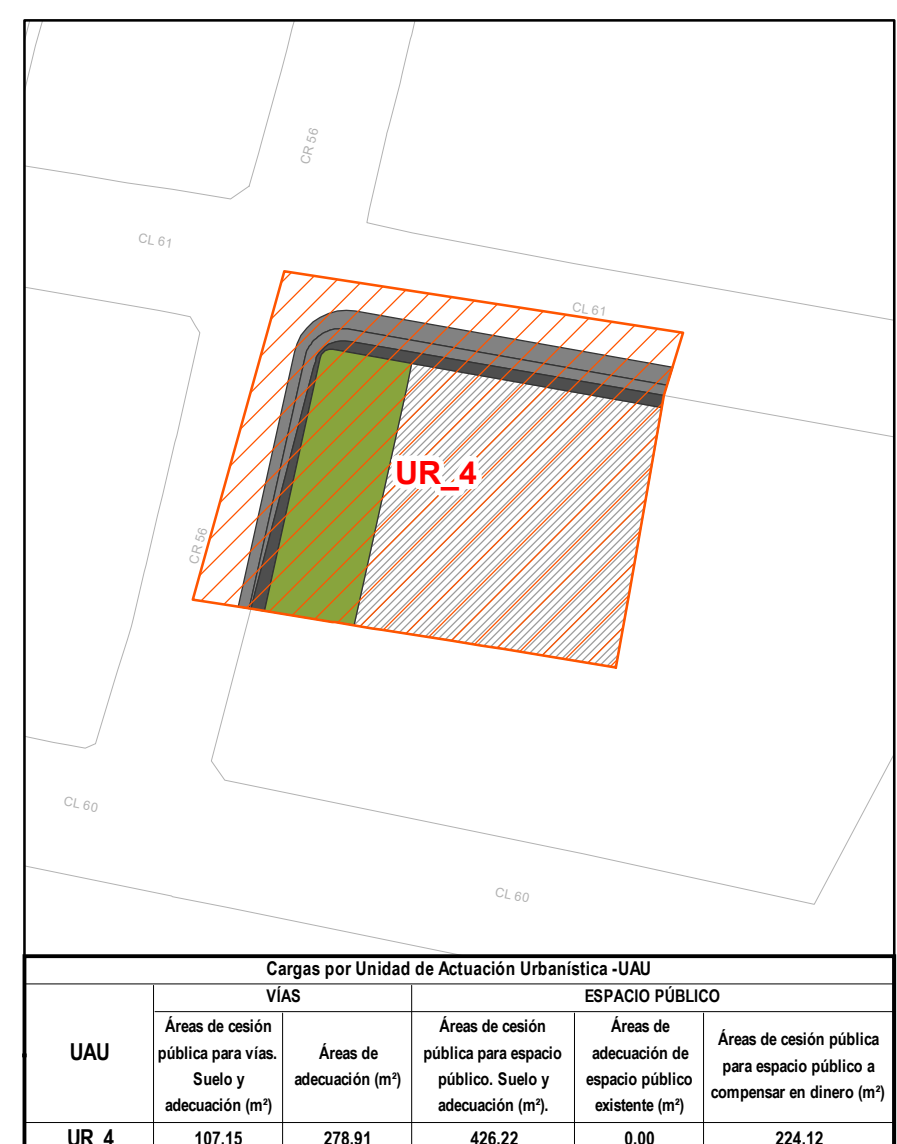 CR 56
CL 61
CL 61
UR_4
CR 56
CL 60
CL 60
Cargas por Unidad de Actuación Urbanística -UAU
UAU
VÍAS
ESPACIO PÚBLICO
Áreas de cesión
pública para vías.
Suelo y
adecuación (m²)
Áreas de
adecuación (m²)
Áreas de cesión
pública para espacio
público. Suelo y
adecuación (m²).
Áreas de
adecuación de
espacio público
existente (m²)
Áreas de cesión pública
para espacio público a
compensar en dinero (m²)
UR_4
107.15
278.91
426.22
0.00
224.12